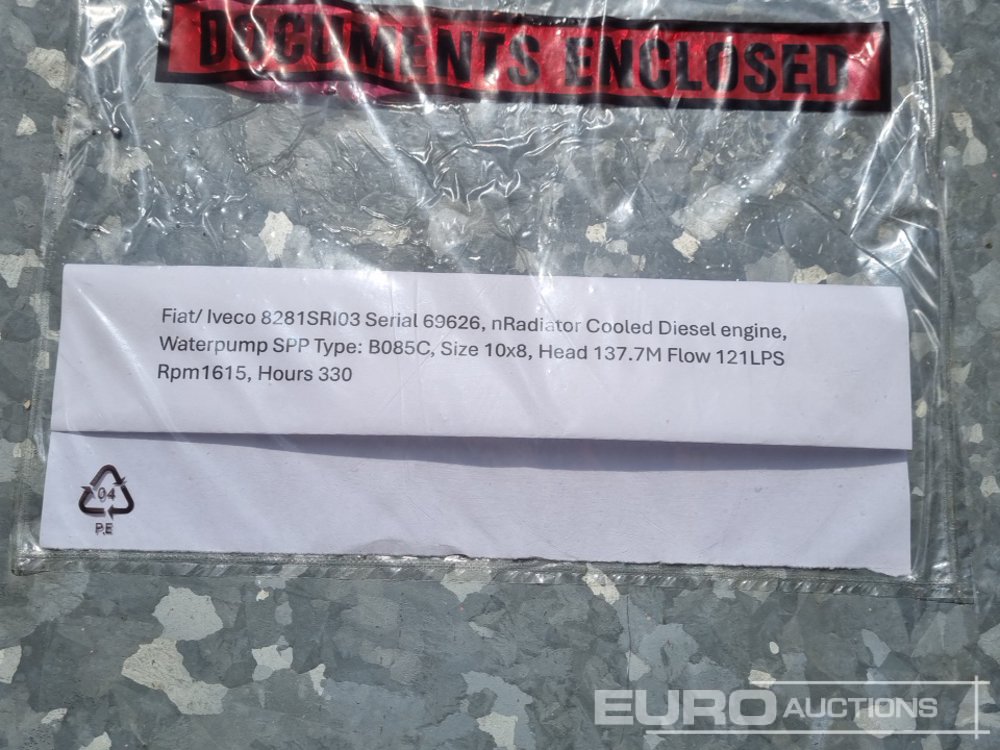 DOCUMENTS ENCLOSED
Fiat/ Iveco 8281SRI03 Serial 69626, nRadiator Cooled Diesel engine,
Waterpump SPP Type: B085C, Size 10x8, Head 137.7M Flow 121LPS
Rpm1615, Hours 330
04
PE
EURO AUCTIONS